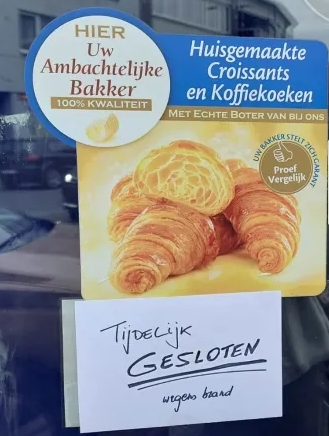 HIER
Uw
Ambachtelijke
Bakker
100% KWALITEIT
Huisgemaakte
Croissants
en Koffiekoeken
MET ECHTE BOTER VAN BIJ ONS
UW BAKKER STELT ZICH GARANT
Proef
Vergelijk
TIJDELIJK
GESLOTEN
wegens brand